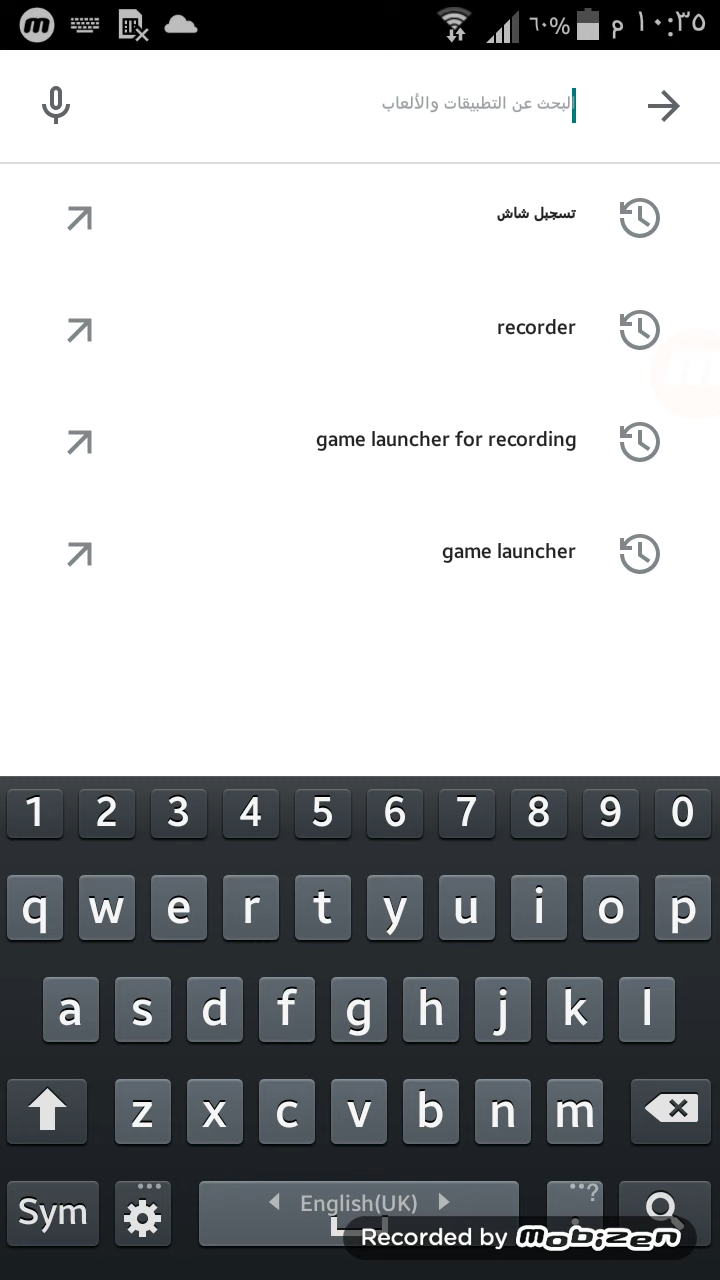 ٦٠% م ١٠:٣٥
البحث عن التطبيقات والألعاب
تسجبل شاش
recorder
game launcher for recording
game launcher
1 2 3 4 5 6 7 8 9 0
q w e r t y u i o p
a s d f g h j k l
z x c v b n m
Sym English(UK) ?
Recorded by mobizen